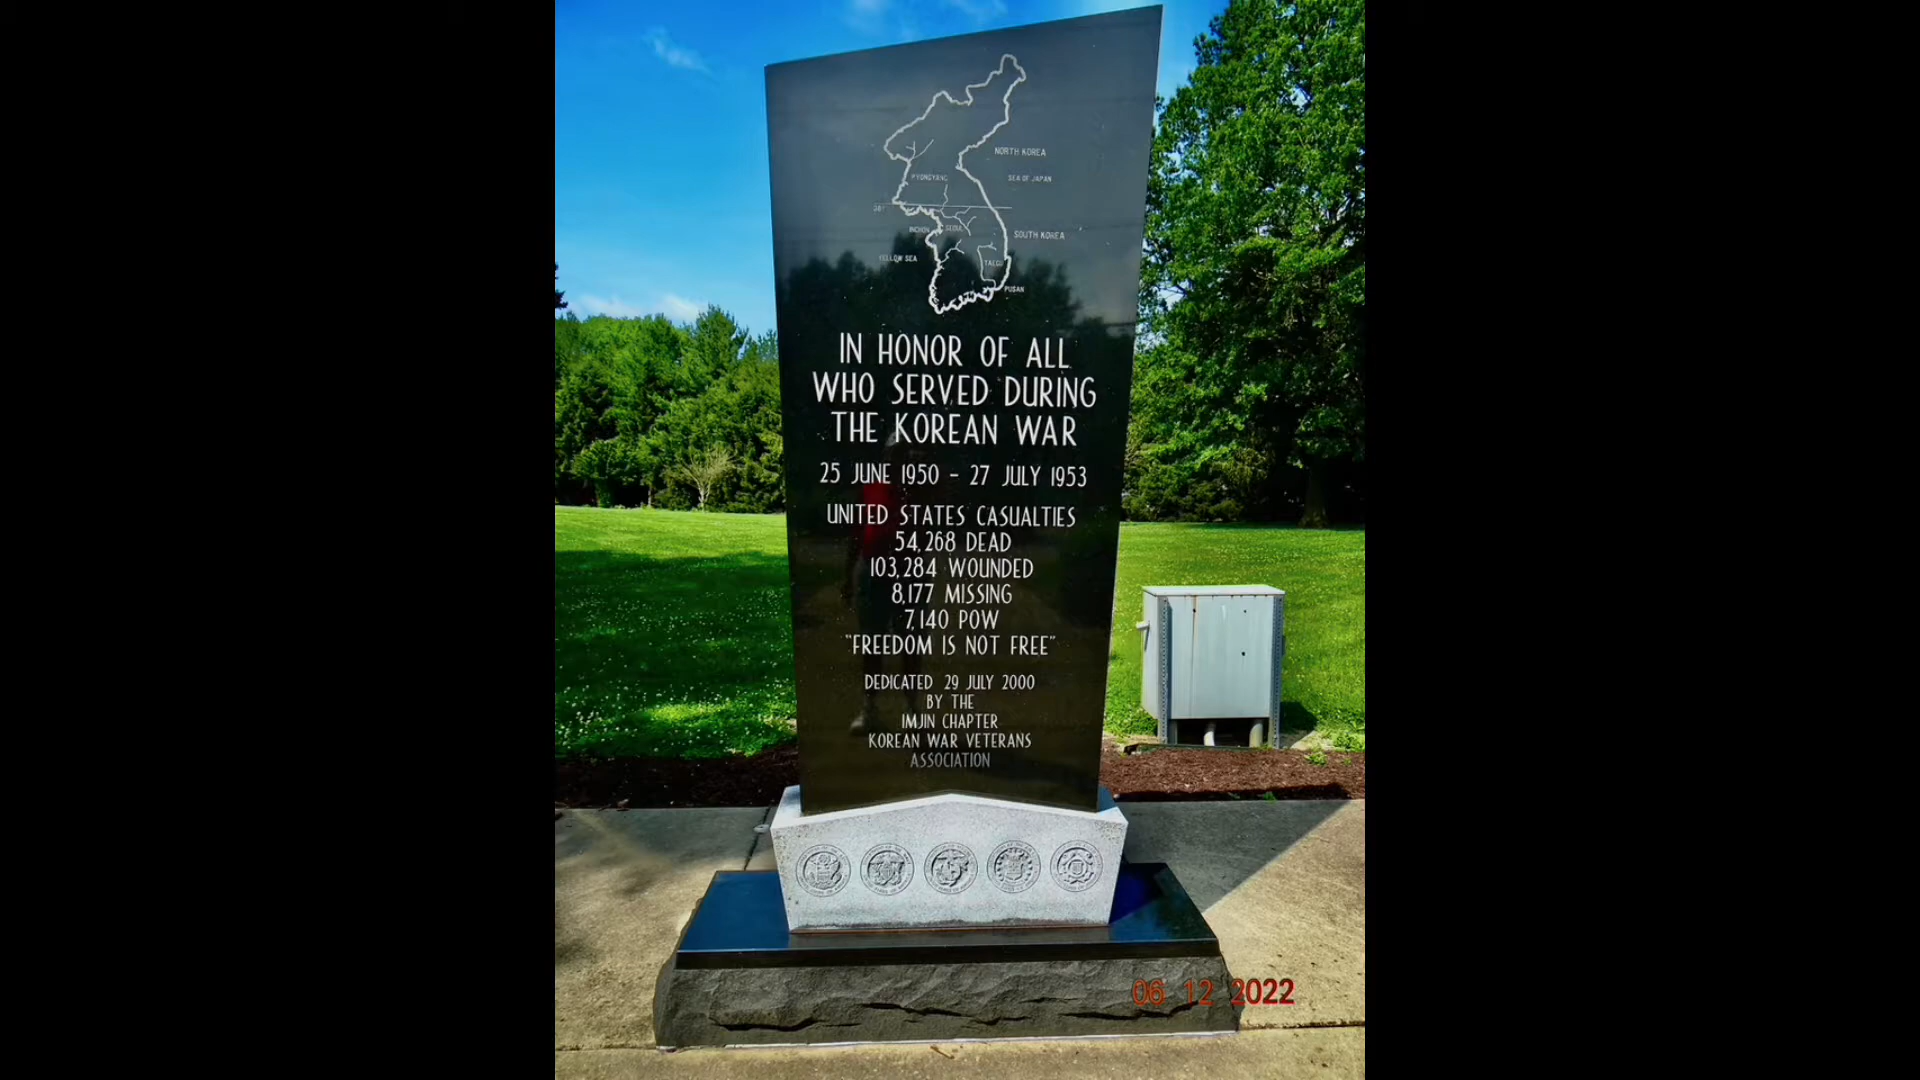 NORTH KOREA
PYONGYANG
SEA OF JAPAN
38°
INCHON
SEOUL
SOUTH KOREA
YELLOW SEA
TAEGU
PUSAN
IN HONOR OF ALL
WHO SERVED DURING
THE KOREAN WAR
25 JUNE 1950 - 27 JULY 1953
UNITED STATES CASUALTIES
54,268 DEAD
103,284 WOUNDED
8,177 MISSING
7,140 POW
"FREEDOM IS NOT FREE"
DEDICATED 29 JULY 2000
BY THE
IMJIN CHAPTER
KOREAN WAR VETERANS
ASSOCIATION
06 12 2022